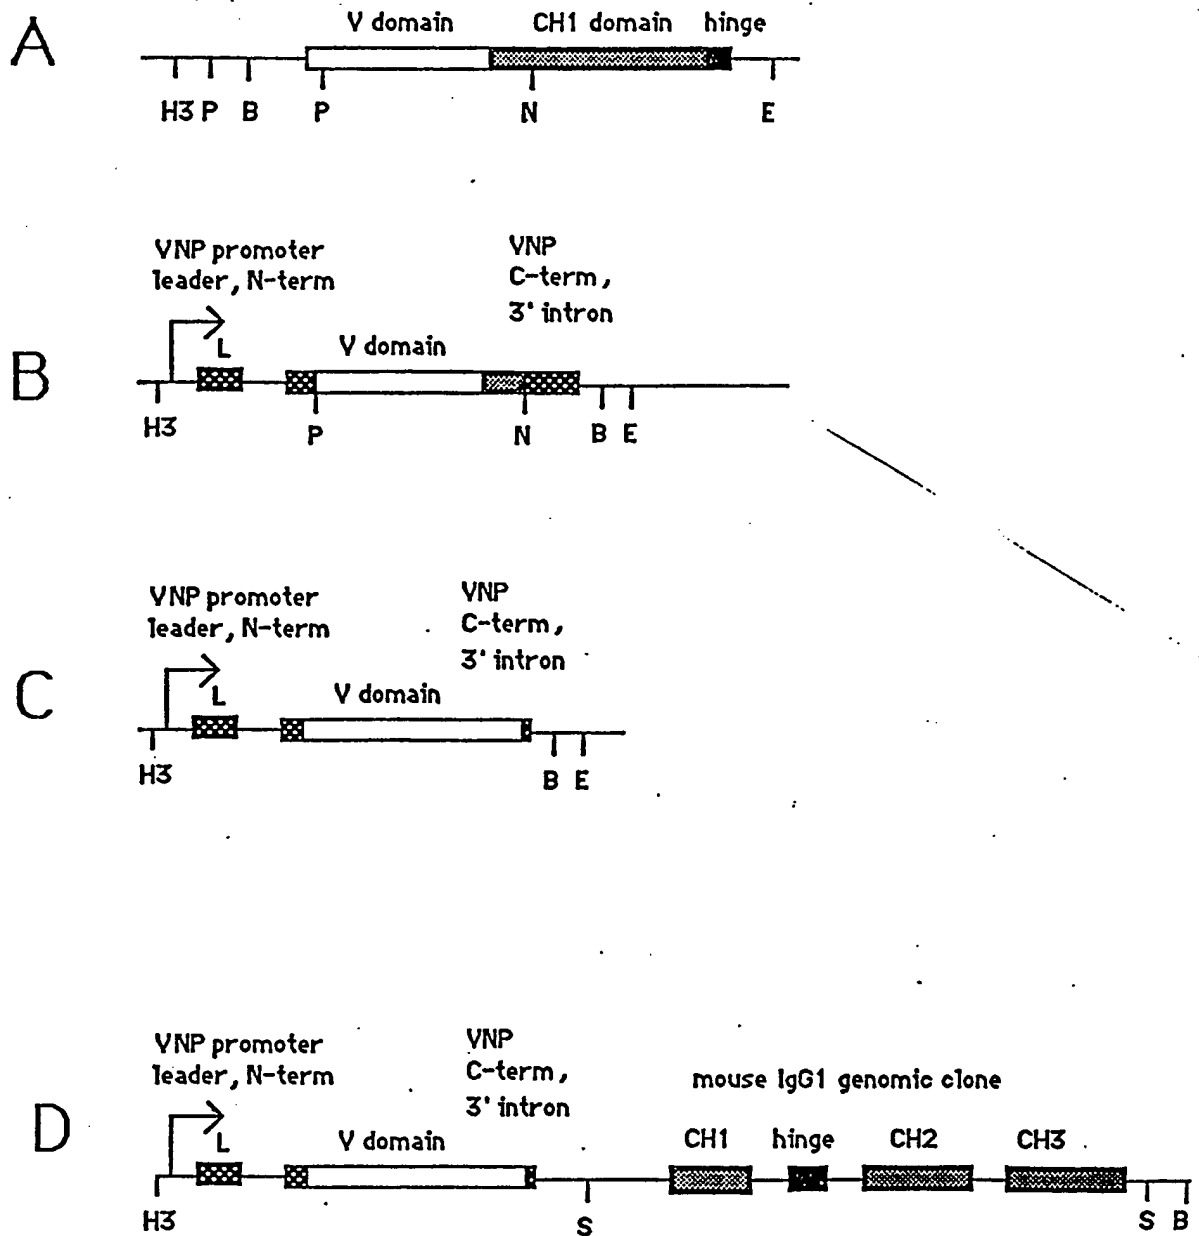 A
V domain CH1 domain hinge
H3 P B P N E
B
VNP promoter
leader, N-term
VNP
C-term,
3' intron
L
V domain
H3 P N B E
C
VNP promoter
leader, N-term
VNP
C-term,
3' intron
L
V domain
H3 B E
D
VNP promoter
leader, N-term
VNP
C-term,
3' intron
mouse IgG1 genomic clone
L
V domain CH1 hinge CH2 CH3
H3 S S B